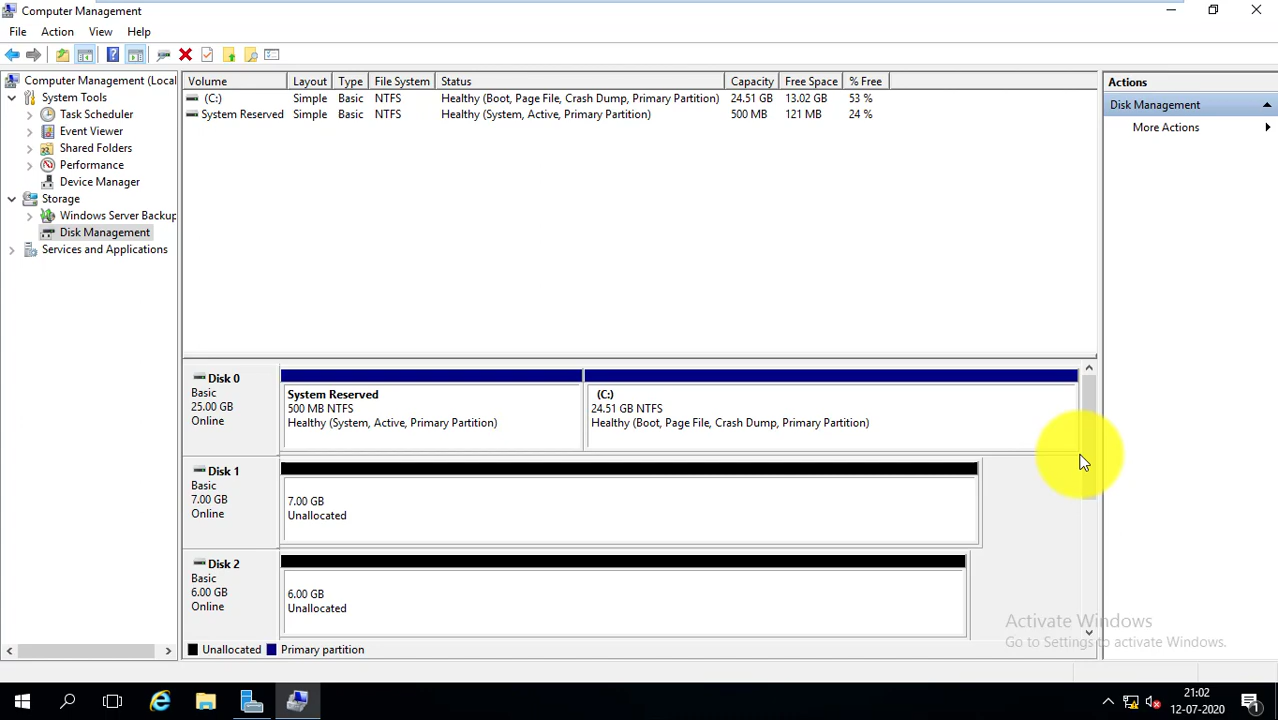 Computer Management
File Action View Help
Computer Management (Local
System Tools
Task Scheduler
Event Viewer
Shared Folders
Performance
Device Manager
Storage
Windows Server Backup
Disk Management
Services and Applications
Volume Layout Type File System Status Capacity Free Space % Free
(C:) Simple Basic NTFS Healthy (Boot, Page File, Crash Dump, Primary Partition) 24.51 GB 13.02 GB 53 %
System Reserved Simple Basic NTFS Healthy (System, Active, Primary Partition) 500 MB 121 MB 24 %
Disk 0
Basic
25.00 GB
Online
System Reserved
500 MB NTFS
Healthy (System, Active, Primary Partition)
(C:)
24.51 GB NTFS
Healthy (Boot, Page File, Crash Dump, Primary Partition)
Disk 1
Basic
7.00 GB
Online
7.00 GB
Unallocated
Disk 2
Basic
6.00 GB
Online
6.00 GB
Unallocated
Unallocated Primary partition
Actions
Disk Management
More Actions
Activate Windows
Go to Settings to activate Windows.
21:02
12-07-2020
1